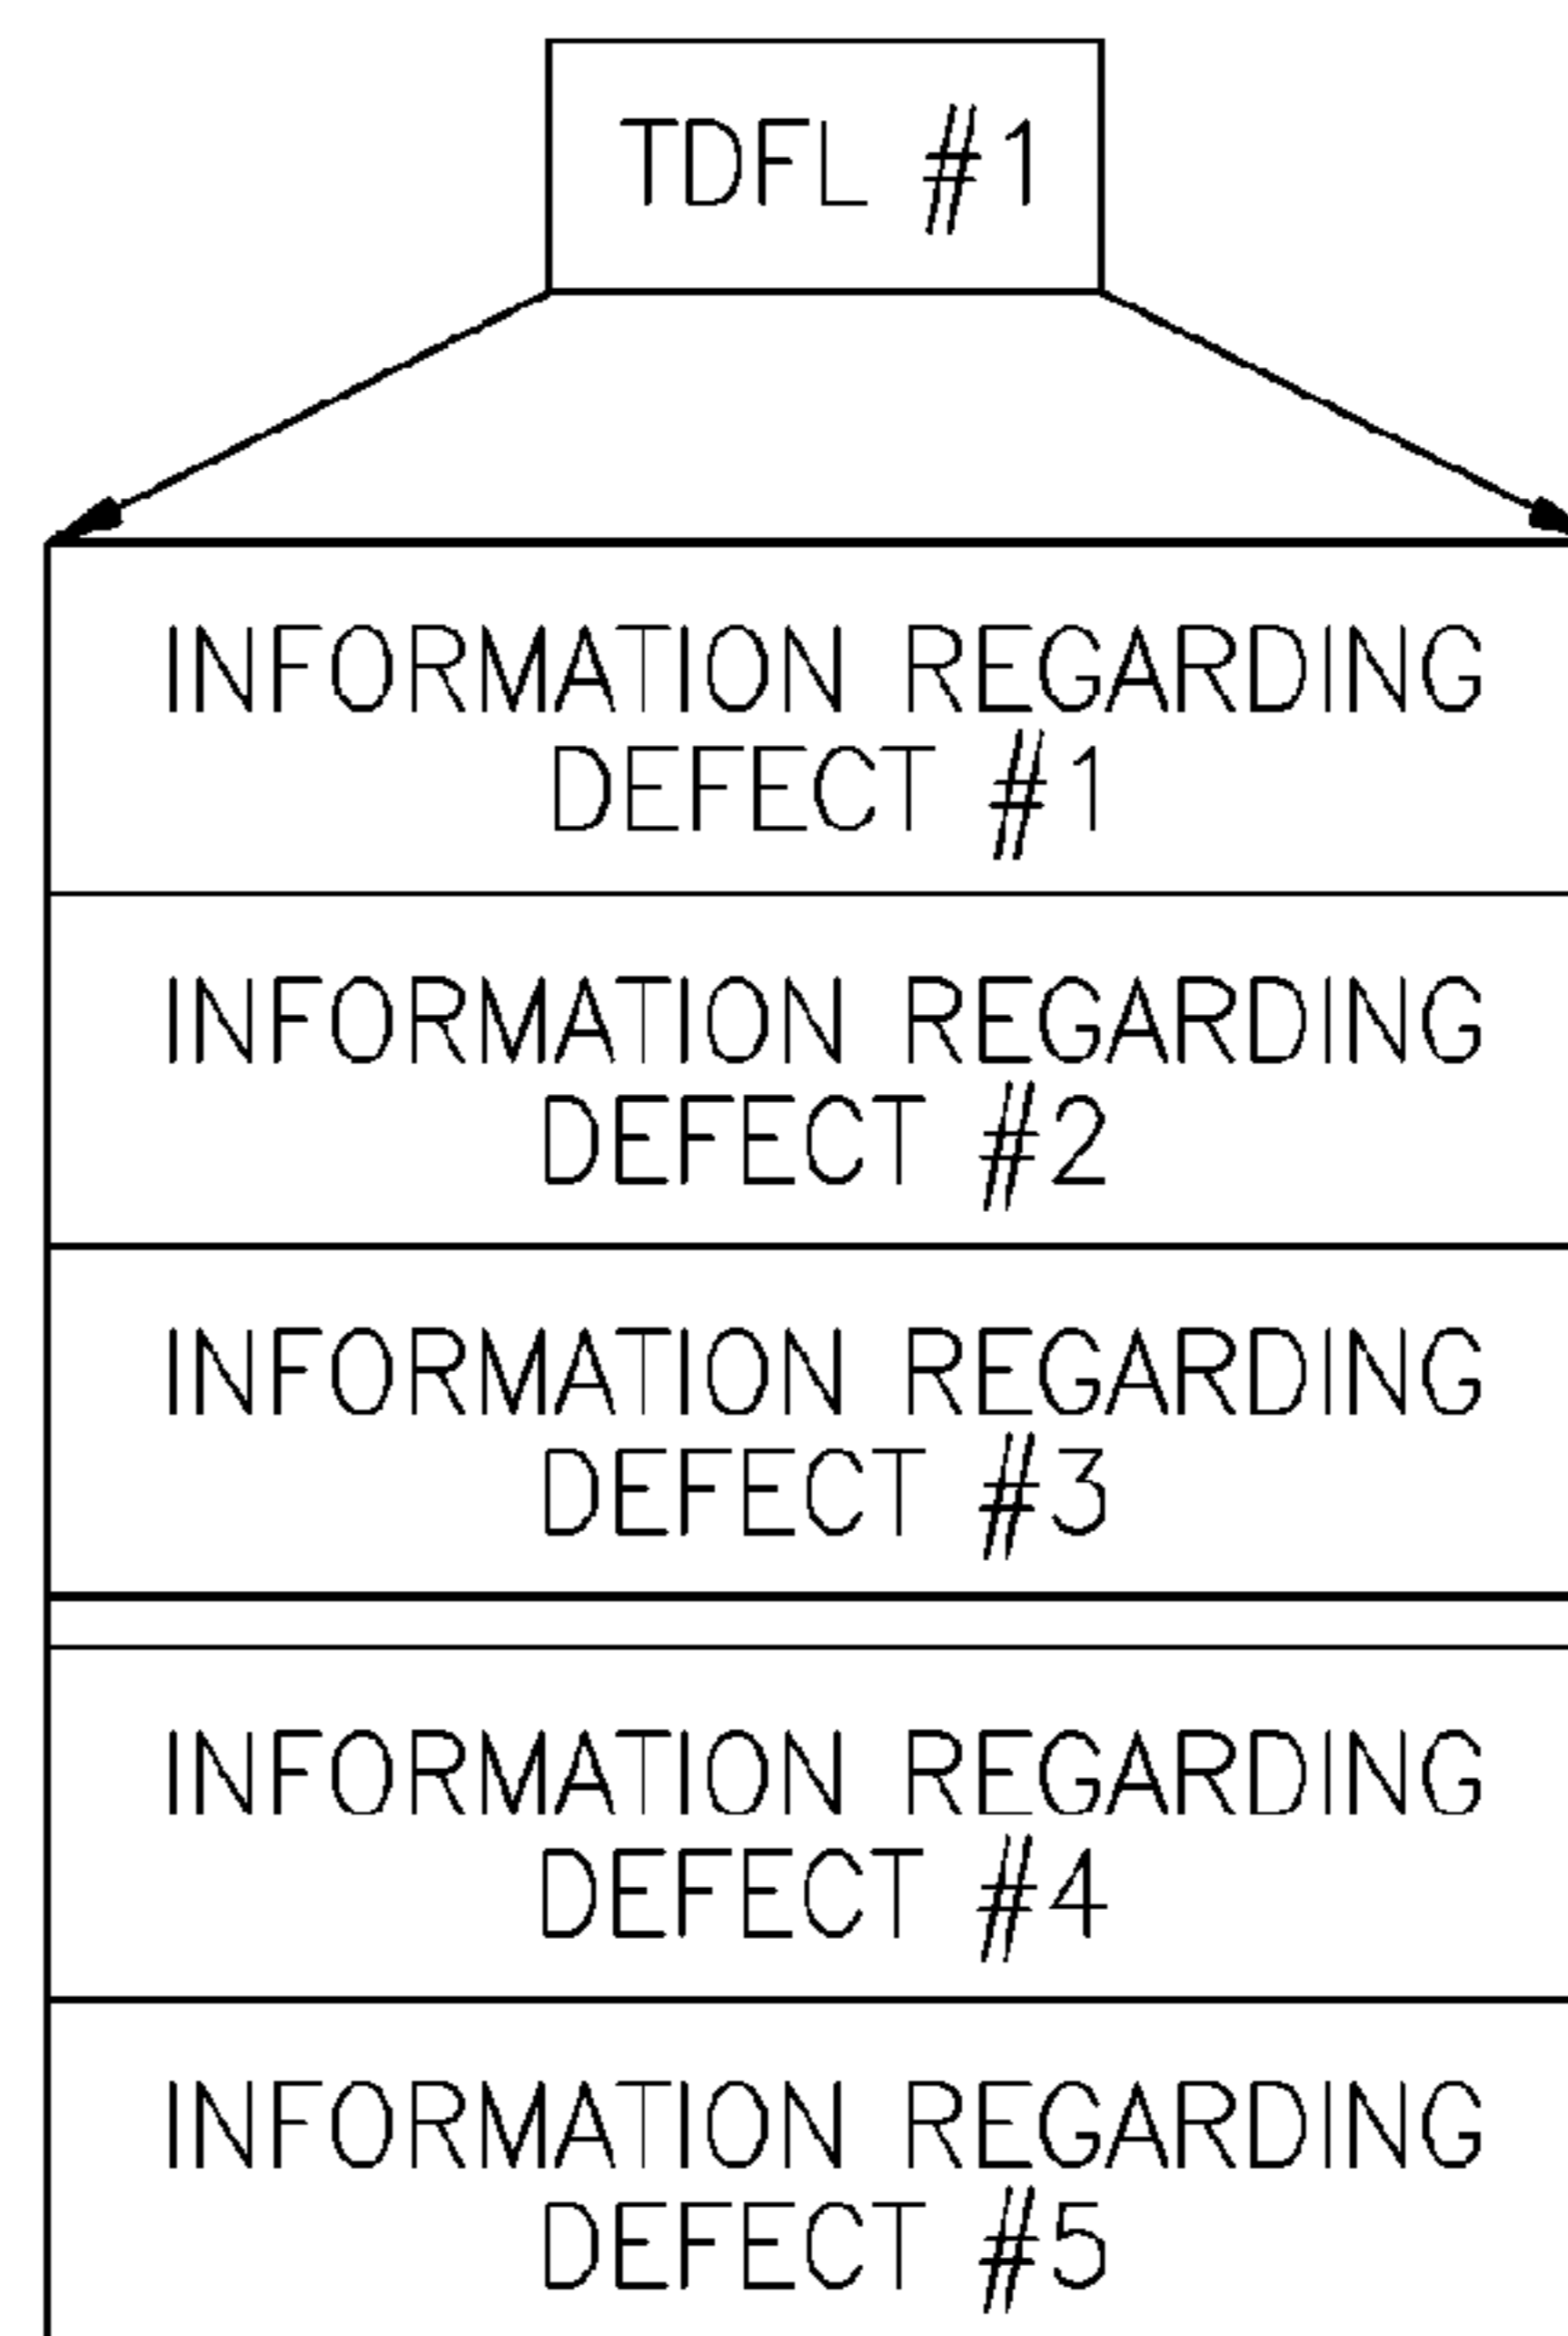 TDFL #1
INFORMATION REGARDING
DEFECT #1
INFORMATION REGARDING
DEFECT #2
INFORMATION REGARDING
DEFECT #3
INFORMATION REGARDING
DEFECT #4
INFORMATION REGARDING
DEFECT #5